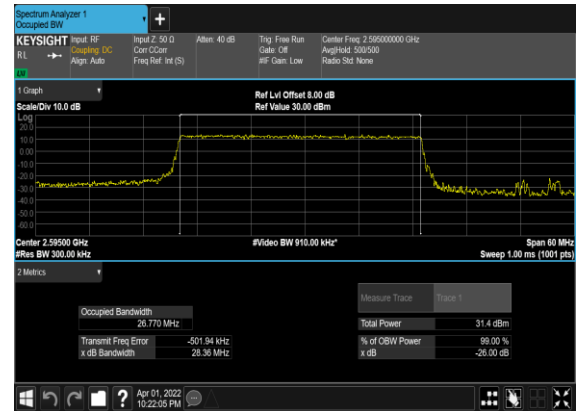 Spectrum Analyzer 1
Occupied BW
KEYSIGHT
RL
Input: RF
Coupling: DC
Align: Auto
Input Z: 50 Ω
Corr CCorr
Freq Ref: Int (S)
Atten: 40 dB
Trig: Free Run
Gate: Off
#IF Gain: Low
Center Freq: 2.595000000 GHz
Avg|Hold: 500/500
Radio Std: None
1 Graph
Scale/Div 10.0 dB
Ref Lvl Offset 8.00 dB
Ref Value 30.00 dBm
Log
20.0
10.0
0.00
-10.0
-20.0
-30.0
-40.0
-50.0
-60.0
Center 2.59500 GHz
#Res BW 300.00 kHz
#Video BW 910.00 kHz*
Span 60 MHz
Sweep 1.00 ms (1001 pts)
2 Metrics
Measure Trace
Trace 1
Occupied Bandwidth
26.770 MHz
Total Power
31.4 dBm
Transmit Freq Error
-501.94 kHz
% of OBW Power
99.00 %
x dB Bandwidth
28.36 MHz
x dB
-26.00 dB
Apr 01, 2022
10:22:05 PM